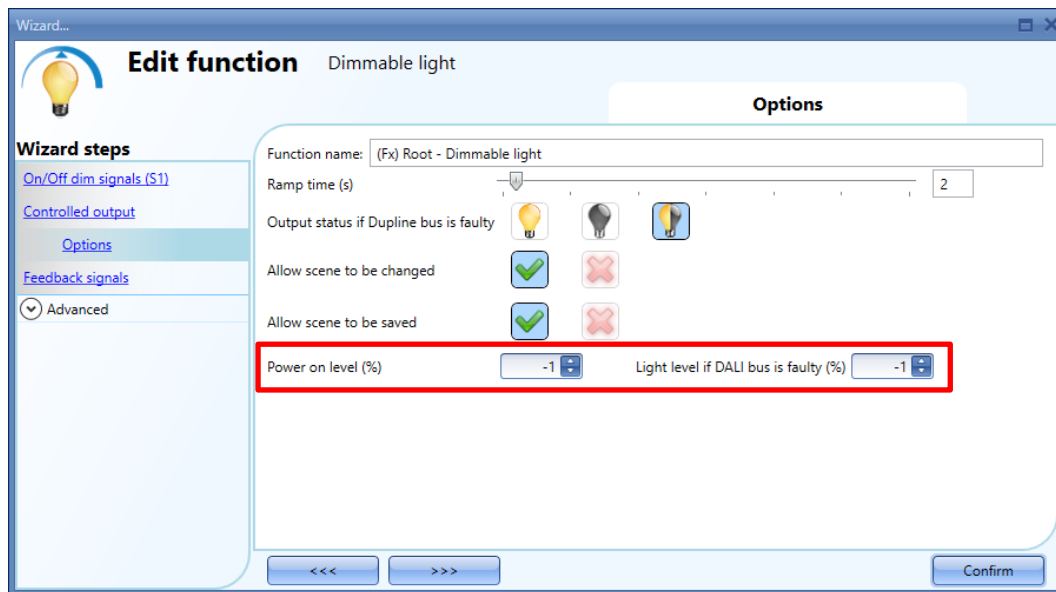 Wizard...
Edit function Dimmable light
Options
Wizard steps
On/Off dim signals (S1)
Controlled output
Options
Feedback signals
Advanced
Function name: (Fx) Root - Dimmable light
Ramp time (s) 2
Output status if Dupline bus is faulty
Allow scene to be changed
Allow scene to be saved
Power on level (%) -1 Light level if DALI bus is faulty (%) -1
<<< >>> Confirm